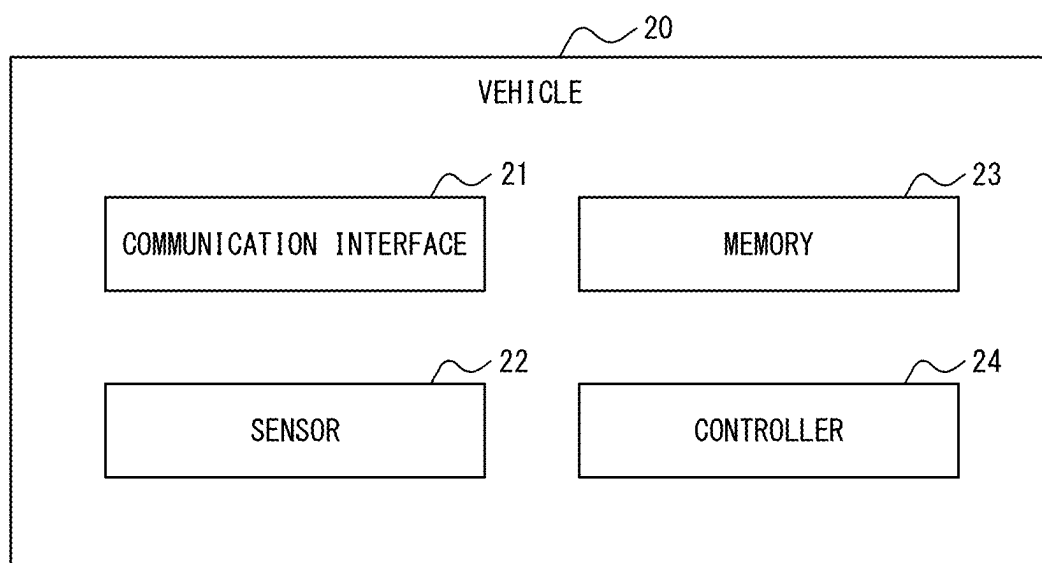 20
VEHICLE
21
23
COMMUNICATION INTERFACE
MEMORY
22
24
SENSOR
CONTROLLER